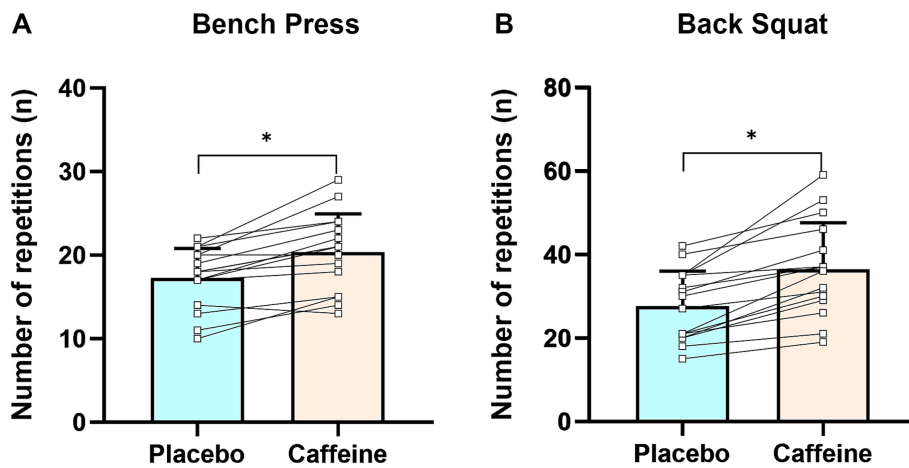 A Bench Press
Number of repetitions (n)
40
30
20
10
0
*
Placebo Caffeine
B Back Squat
Number of repetitions (n)
80
60
40
20
0
*
Placebo Caffeine